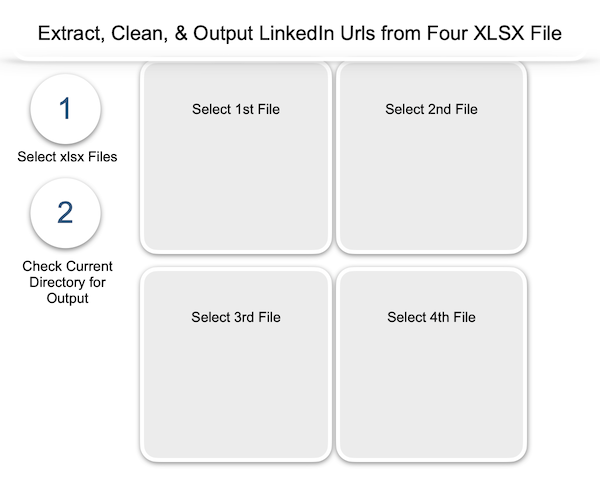 Extract, Clean, & Output LinkedIn Urls from Four XLSX File
1
Select xlsx Files
2
Check Current
Directory for
Output
Select 1st File
Select 2nd File
Select 3rd File
Select 4th File